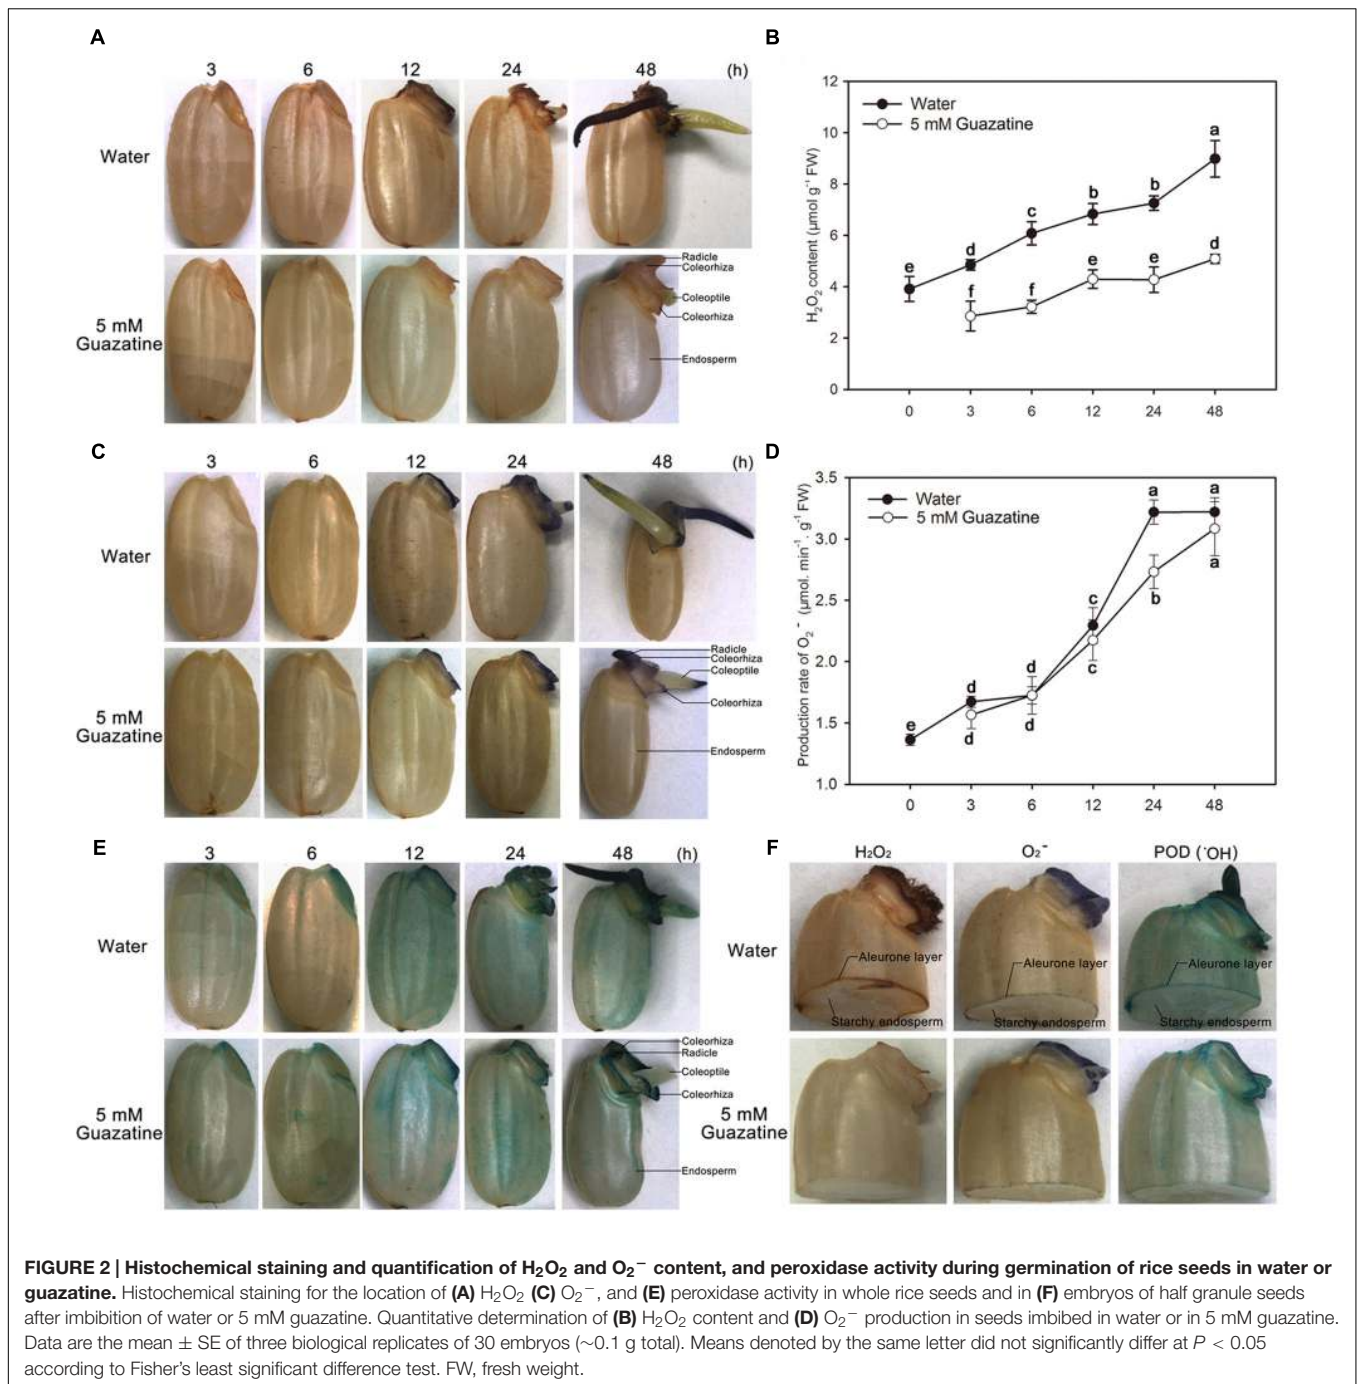 A
3 6 12 24 48 (h)
Water
5 mM
Guazatine
Radicle
Coleorhiza
Coleoptile
Coleorhiza
Endosperm
B
Water
5 mM Guazatine
H₂O₂ content (µmol g⁻¹ FW)
12
10
8
6
4
2
0
e d c b b a
f f e e d
0 3 6 12 24 48
C
3 6 12 24 48 (h)
Water
5 mM
Guazatine
Radicle
Coleorhiza
Coleoptile
Coleorhiza
Endosperm
D
Water
5 mM Guazatine
Production rate of O₂⁻ (µmol. min⁻¹. g⁻¹ FW)
3.5
3.0
2.5
2.0
1.5
1.0
e d d c a a
d d c b a
0 3 6 12 24 48
E
3 6 12 24 48 (h)
Water
5 mM
Guazatine
Coleorhiza
Radicle
Coleoptile
Coleorhiza
Endosperm
F
H₂O₂ O₂⁻ POD (˙OH)
Water
Aleurone layer Aleurone layer Aleurone layer
Starchy endosperm Starchy endosperm Starchy endosperm
5 mM
Guazatine
FIGURE 2 | Histochemical staining and quantification of H₂O₂ and O₂⁻ content, and peroxidase activity during germination of rice seeds in water or
guazatine. Histochemical staining for the location of (A) H₂O₂ (C) O₂⁻, and (E) peroxidase activity in whole rice seeds and in (F) embryos of half granule seeds
after imbibition of water or 5 mM guazatine. Quantitative determination of (B) H₂O₂ content and (D) O₂⁻ production in seeds imbibed in water or in 5 mM guazatine.
Data are the mean ± SE of three biological replicates of 30 embryos (∼0.1 g total). Means denoted by the same letter did not significantly differ at P < 0.05
according to Fisher's least significant difference test. FW, fresh weight.